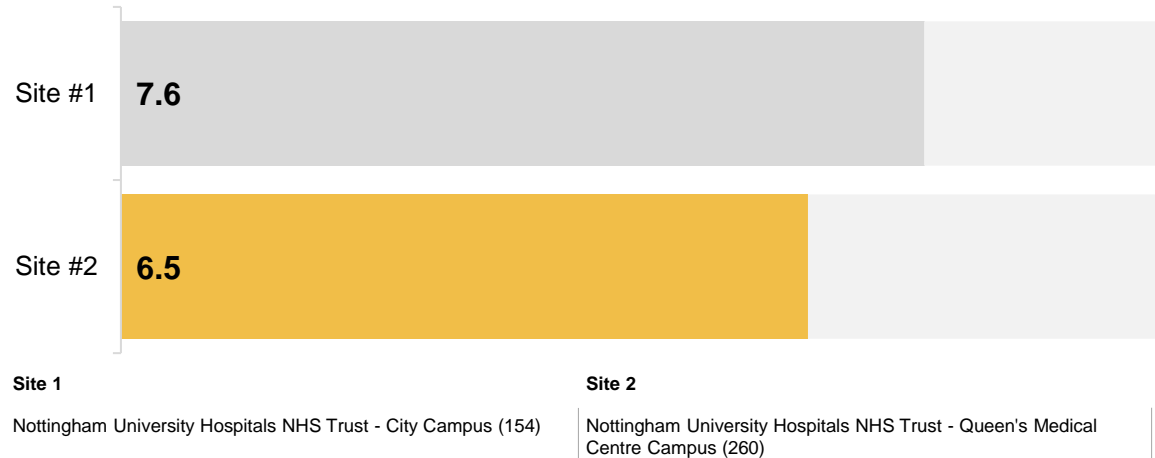 Site #1
7.6
Site #2
6.5
Site 1
Site 2
Nottingham University Hospitals NHS Trust - City Campus (154)
Nottingham University Hospitals NHS Trust - Queen's Medical
Centre Campus (260)